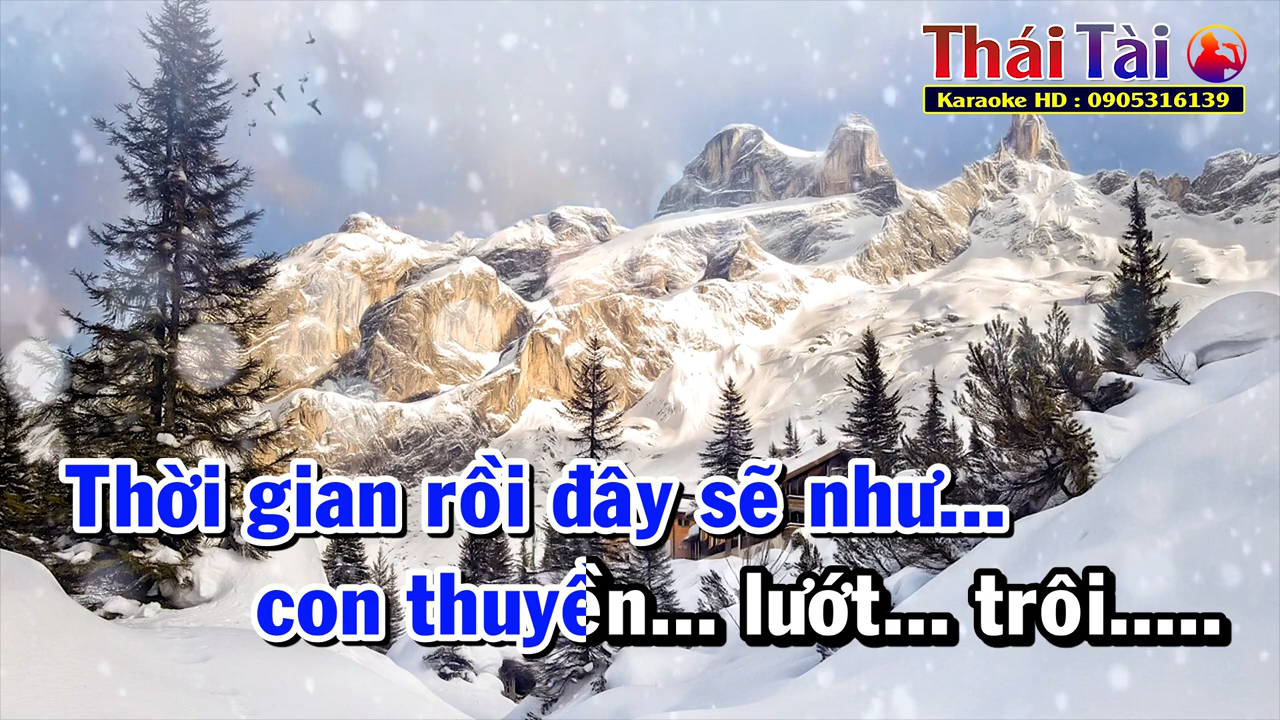 Thái Tài
Karaoke HD : 0905316139
Thời gian rồi đây sẽ như...
con thuyền... lướt... trôi.....